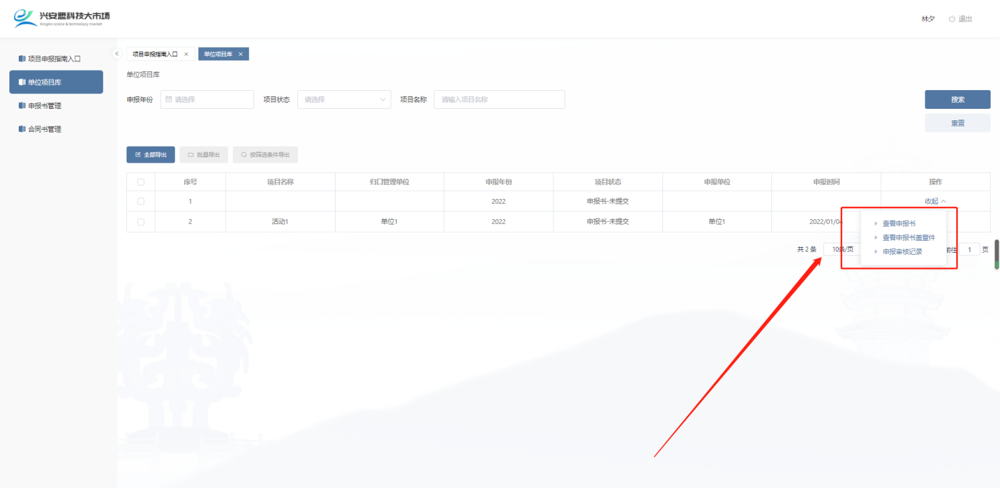 兴安盟科技大市场
XingAn sciece & technology market
林夕 退出
项目申报指南入口
单位项目库
申报书管理
合同书管理
项目申报指南入口 × 单位项目库 ×
单位项目库
申报年份 请选择 项目状态 请选择 项目名称 请输入项目名称 搜索
重置
全部导出 批量导出 按筛选条件导出
序号 项目名称 归口管理单位 申报年份 项目状态 申报单位 申报时间 操作
1 2022 申报书-未提交 收起
2 活动1 单位1 2022 申报书-未提交 单位1 2022/01/04
查看申报书
查看申报书盖章件
申报审核记录
共 2 条 10条/页 前往 1 页